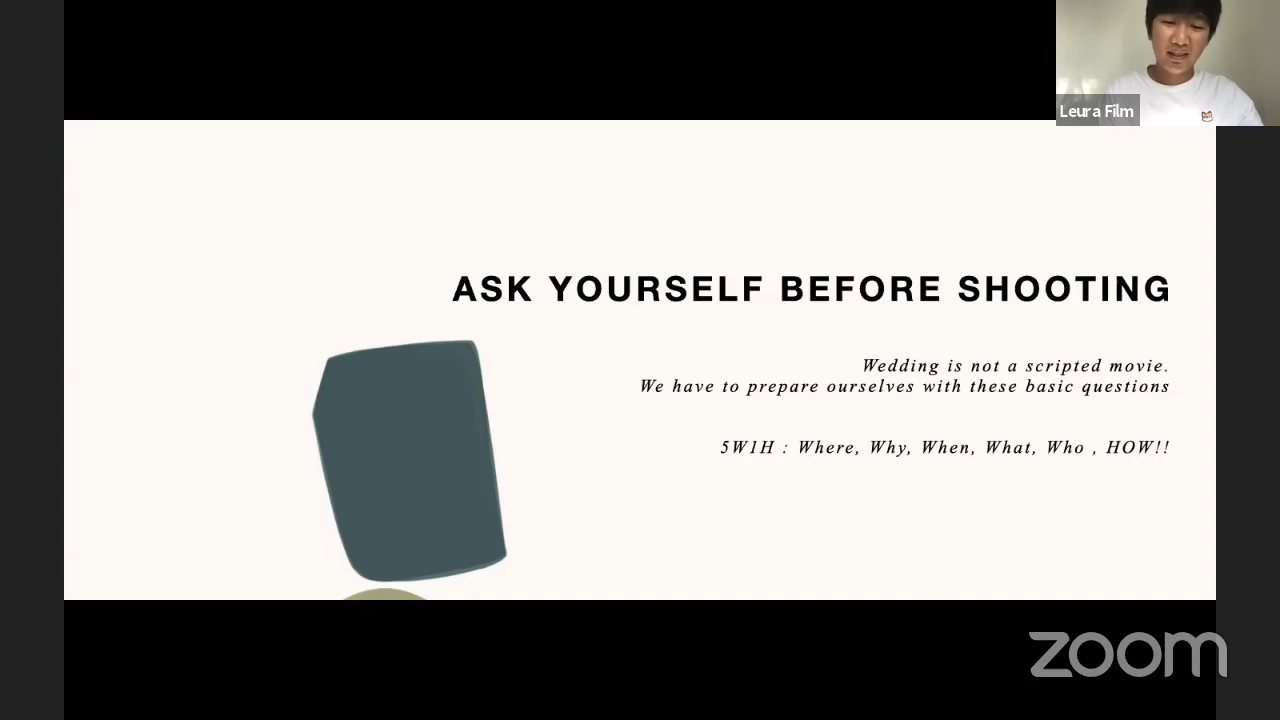 Leura Film
ASK YOURSELF BEFORE SHOOTING
Wedding is not a scripted movie.
We have to prepare ourselves with these basic questions
5W1H : Where, Why, When, What, Who , HOW!!
zoom